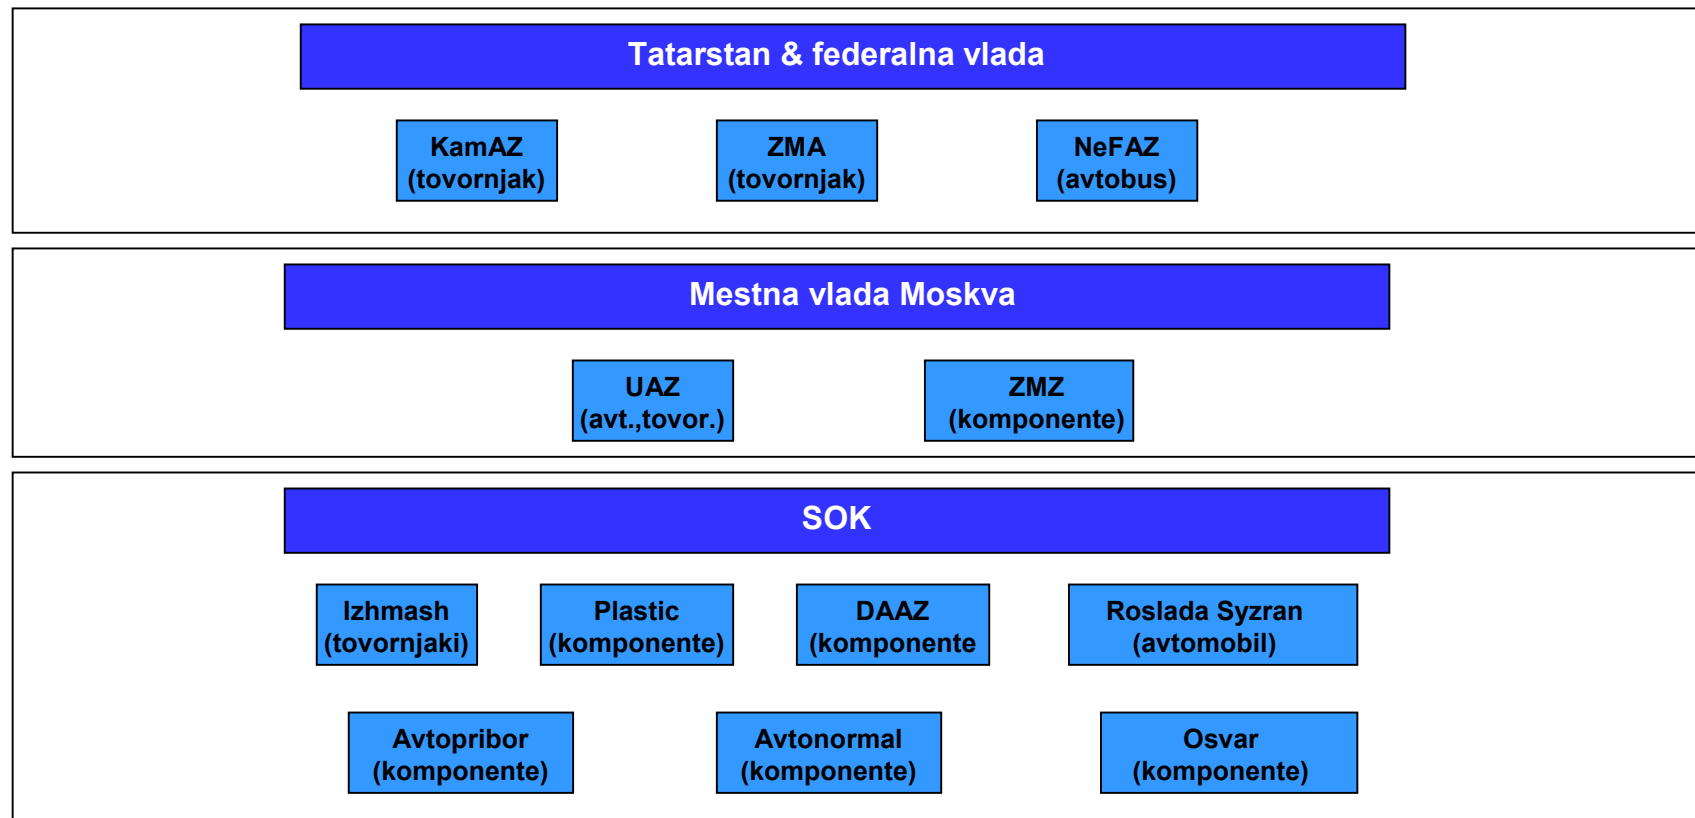 Tatarstan & federalna vlada
KamAZ
(tovornjak)
ZMA
(tovornjak)
NeFAZ
(avtobus)
Mestna vlada Moskva
UAZ
(avt.,tovor.)
ZMZ
(komponente)
SOK
Izhmash
(tovornjaki)
Plastic
(komponente)
DAAZ
(komponente
Roslada Syzran
(avtomobil)
Avtopribor
(komponente)
Avtonormal
(komponente)
Osvar
(komponente)